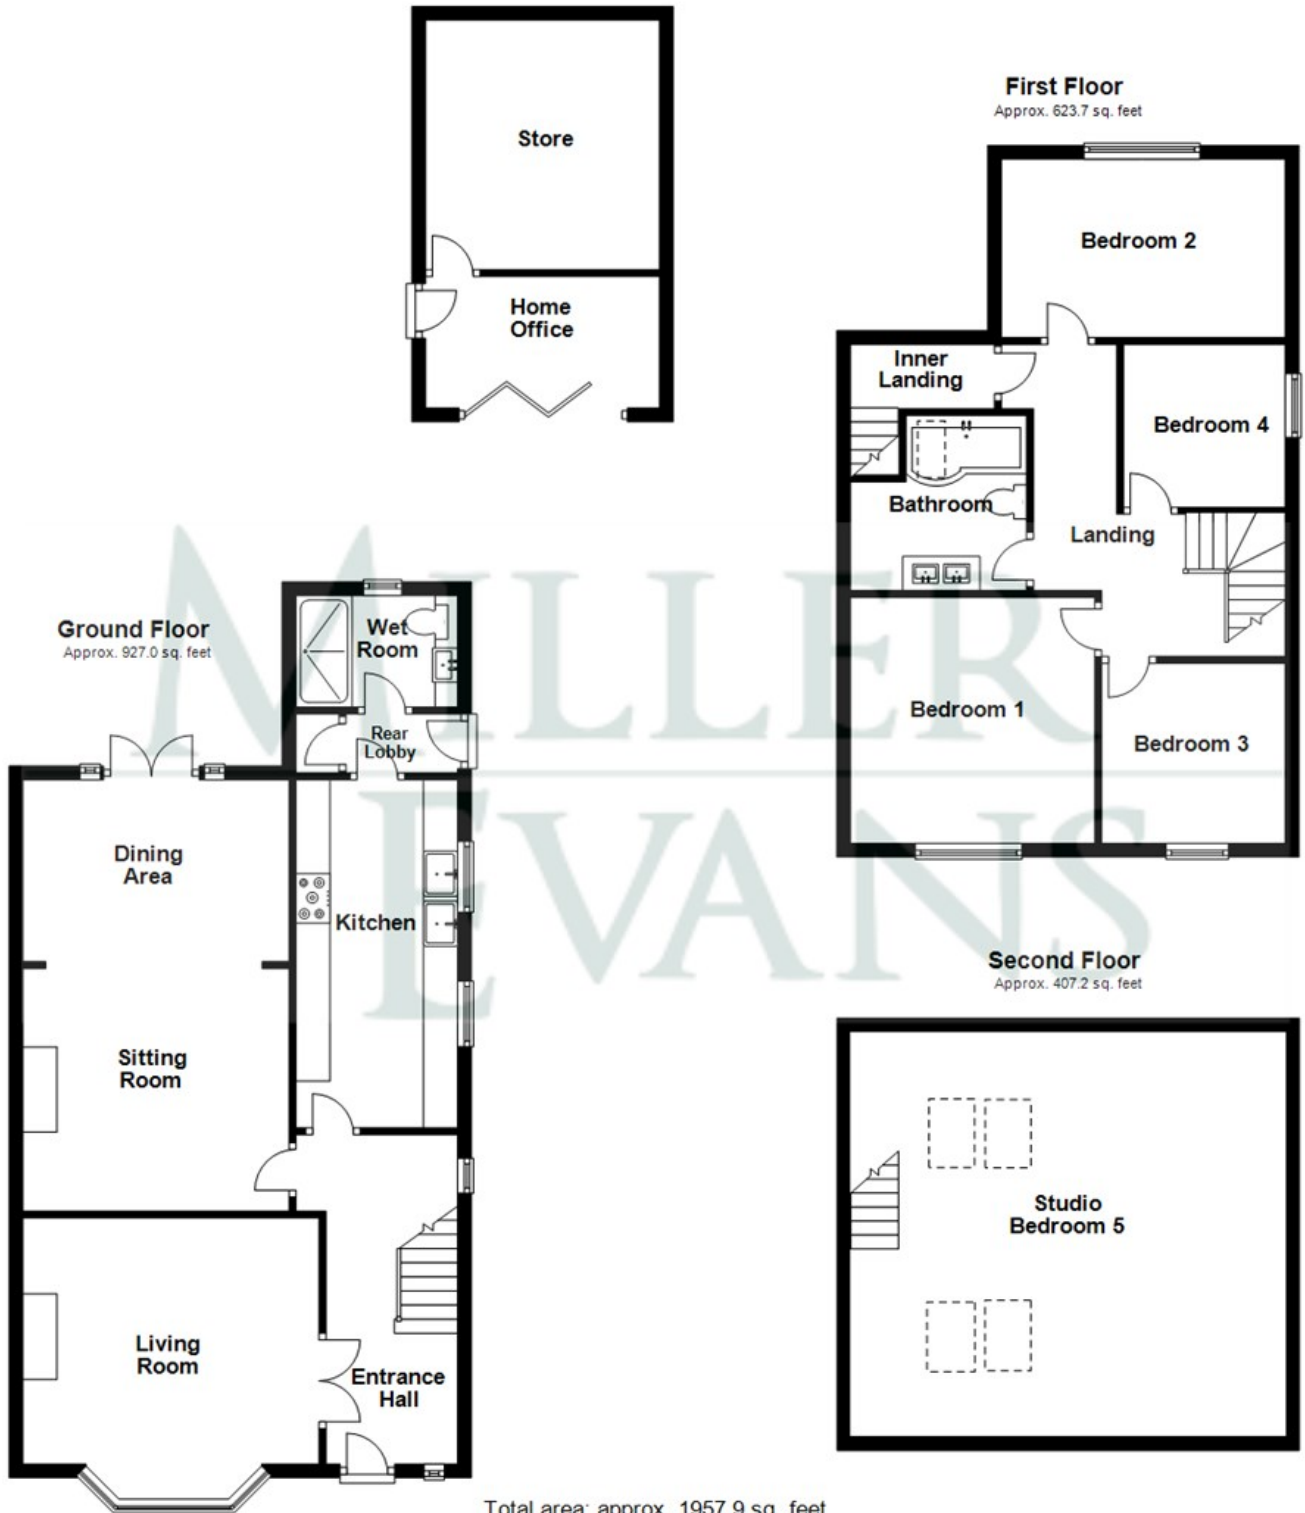 Store
Home
Office
First Floor
Approx. 623.7 sq. feet
Bedroom 2
Inner
Landing
Bedroom 4
Bathroom
Landing
Bedroom 1
Bedroom 3
Ground Floor
Approx. 927.0 sq. feet
Wet
Room
Rear
Lobby
Dining
Area
Kitchen
Sitting
Room
Living
Room
Entrance
Hall
MILLER
EVANS
Second Floor
Approx. 407.2 sq. feet
Studio
Bedroom 5
Total area: approx. 1957.9 sq. feet